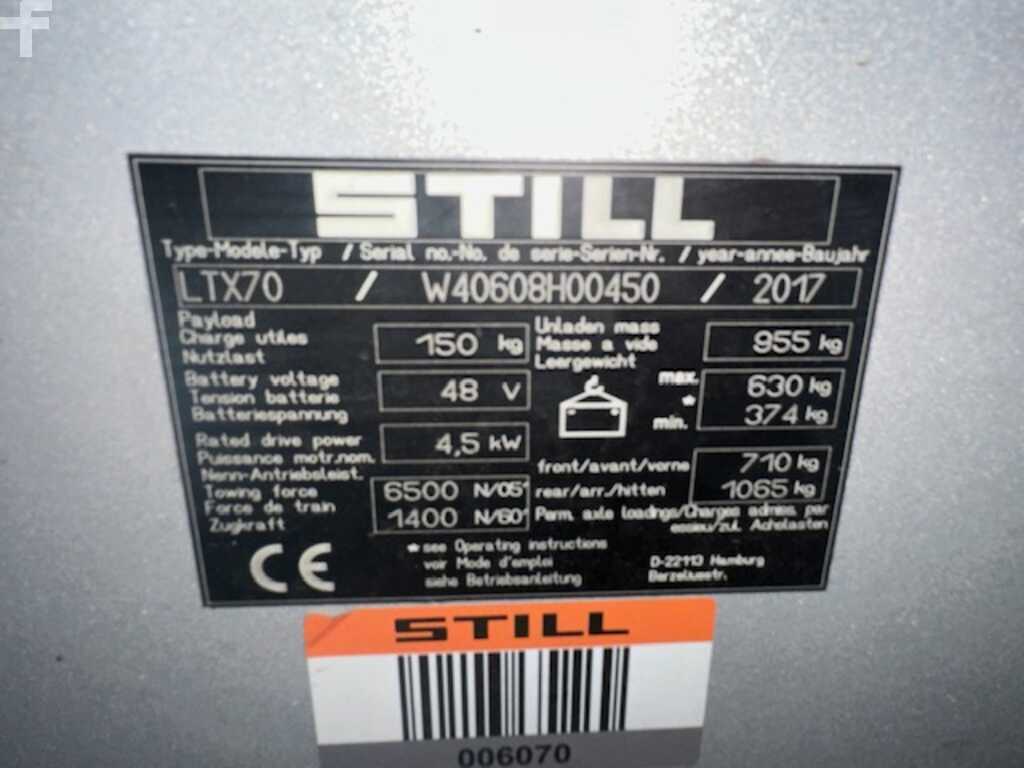 STILL
Type-Modele-Typ / Serial no.-No. de serie-Serien-Nr. / year-annee-Baujahr
LTX70 / W40608H00450 / 2017
Payload
Charge utiles
Nutzlast
150 kg
Unladen mass
Masse a vide
Leergewicht
955 kg
Battery voltage
Tension batterie
Batteriespannung
48 V
max. 630 kg
*
min. 374 kg
Rated drive power
Puissance motr.nom.
Nenn-Antriebsleist.
4,5 kW
front/avant/vorne 710 kg
rear/arr./hitten 1065 kg
Towing force
Force de train
Zugkraft
6500 N/05'
1400 N/60'
Perm. axle loadings/Charges admiss. par
essieu/zul. Achslasten
CE
* see Operating instructions
voir Mode d'emploi
siehe Betriebsanleitung
D-22113 Hamburg
Berzeliusstr.
STILL
006070